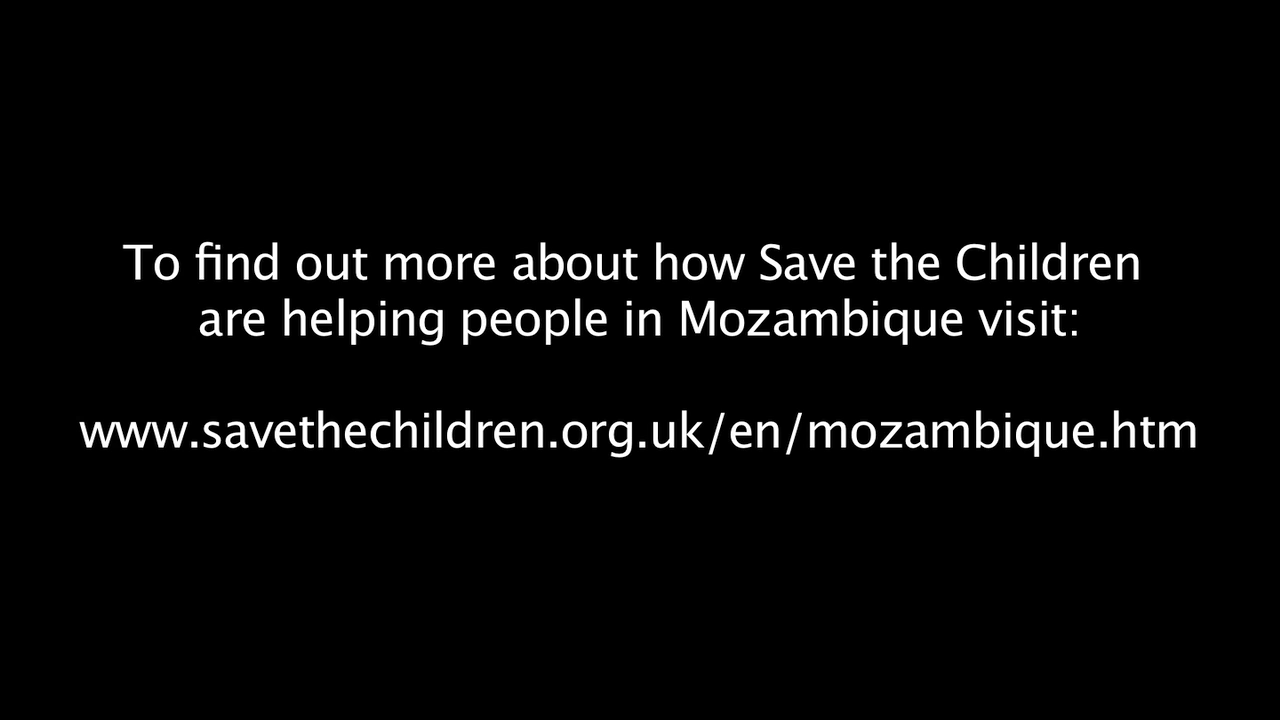 To find out more about how Save the Children
are helping people in Mozambique visit:
www.savethechildren.org.uk/en/mozambique.htm